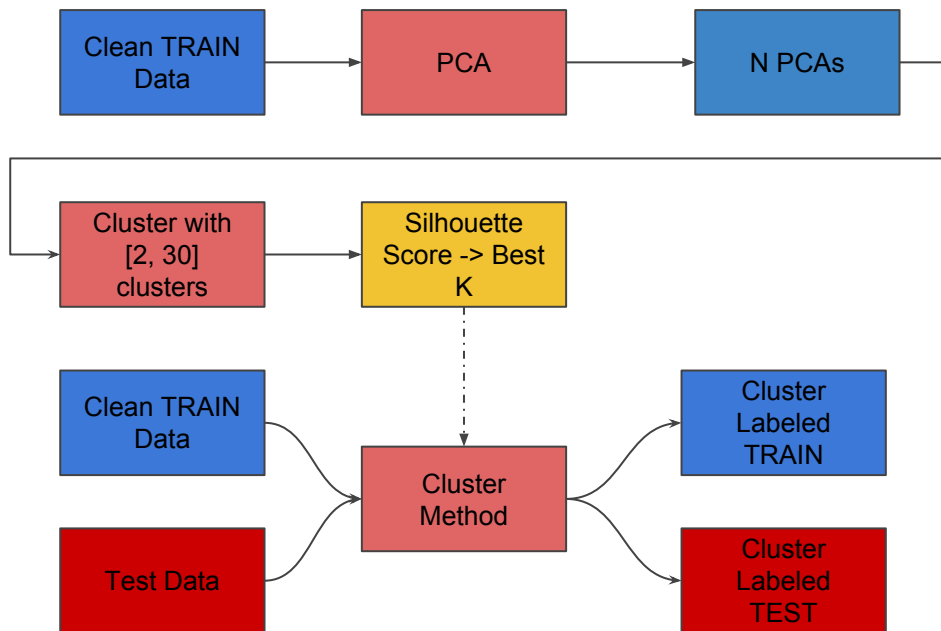 Clean TRAIN
Data
PCA
N PCAs
Cluster with
[2, 30]
clusters
Silhouette
Score -> Best
K
Clean TRAIN
Data
Test Data
Cluster
Method
Cluster
Labeled
TRAIN
Cluster
Labeled
TEST